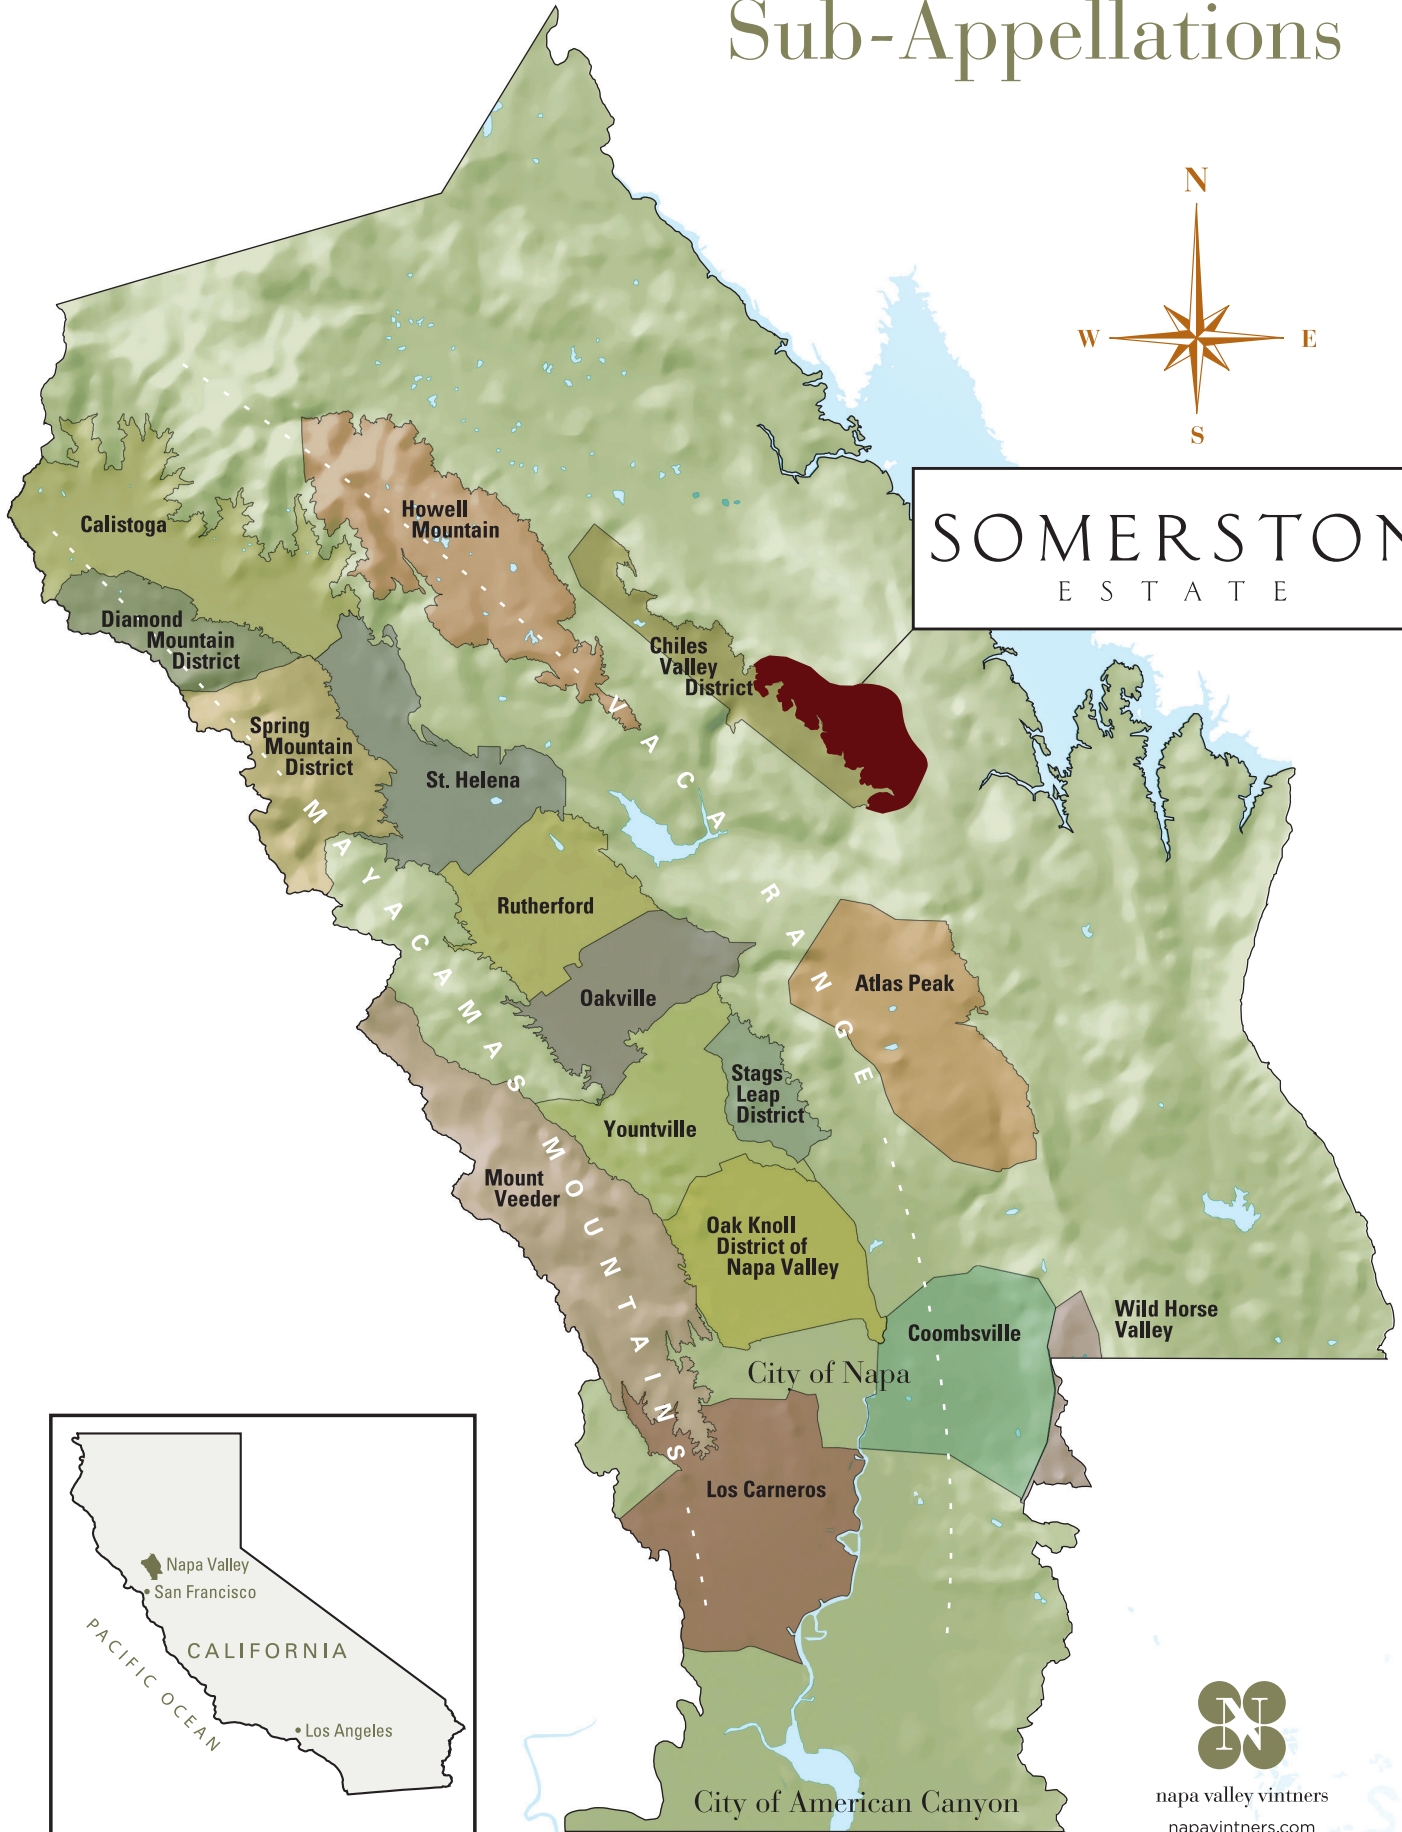 Sub-Appellations
N
W
E
S
SOMERSTON
ESTATE
Calistoga
Howell
Mountain
Diamond
Mountain
District
Chiles
Valley
District
Spring
Mountain
District
St. Helena
VACA RANGE
MAYACAMAS MOUNTAINS
Rutherford
Oakville
Atlas Peak
Stags
Leap
District
Yountville
Mount
Veeder
Oak Knoll
District of
Napa Valley
Wild Horse
Valley
Coombsville
City of Napa
Los Carneros
Napa Valley
San Francisco
CALIFORNIA
PACIFIC OCEAN
Los Angeles
City of American Canyon
N
napa valley vintners
napavintners.com